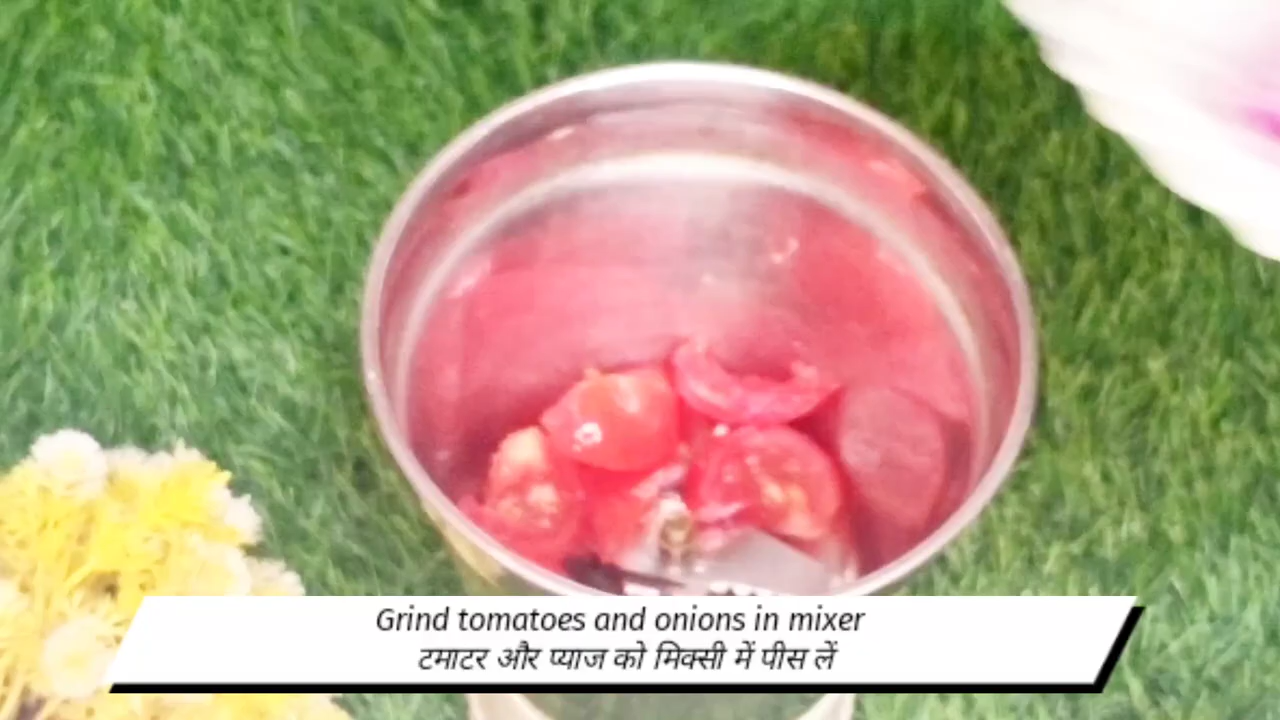 Grind tomatoes and onions in mixer
टमाटर और प्याज को मिक्सी में पीस लें